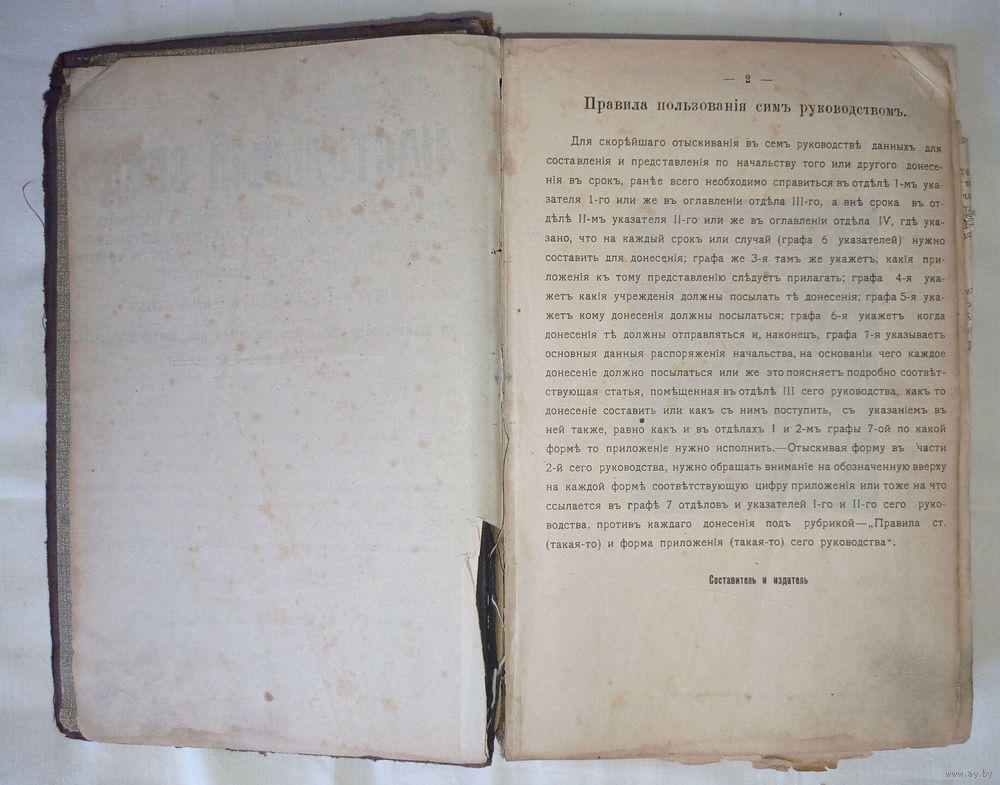 — 2 —
Правила пользованія симъ руководствомъ.
Для скорѣйшаго отыскиванія въ семъ руководствѣ данныхъ для
составленія и представленія по начальству того или другого донесе-
нія въ срокъ, ранѣе всего необходимо справиться въ отдѣлѣ 1-мъ ука-
зателя 1-го или же въ оглавленіи отдѣла III-го, а внѣ срока въ от-
дѣлѣ II-мъ указателя II-го или же въ оглавленіи отдѣла IV, гдѣ ука-
зано, что на каждый срокъ или случай (графа 6 указателей) нужно
составить для донесенія; графа же 3-я тамъ же укажетъ, какія при-
ложенія къ тому представленію слѣдуетъ прилагать; графа 4-я ука-
жетъ какія учрежденія должны посылать тѣ донесенія; графа 5-я ука-
жетъ кому донесенія должны посылаться; графа 6-я укажетъ когда
донесенія тѣ должны отправляться и, наконецъ, графа 7-я указываетъ
основныя данныя распоряженія начальства, на основаніи чего каждое
донесеніе должно посылаться или же это поясняетъ подробно соотвѣт-
ствующая статья, помѣщенная въ отдѣлѣ III сего руководства, какъ то
донесеніе составить или какъ съ нимъ поступить, съ указаніемъ въ
ней также, равно какъ и въ отдѣлахъ I и 2-мъ графы 7-ой по какой
формѣ то приложеніе нужно исполнить.—Отыскивая форму въ части
2-й сего руководства, нужно обращать вниманіе на обозначенную вверху
на каждой формѣ соотвѣтствующую цифру приложенія или тоже на что
ссылается въ графѣ 7 отдѣловъ и указателей I-го и II-го сего руко-
водства, противъ каждаго донесенія подъ рубрикой—„Правила ст.
(такая-то) и форма приложенія (такая-то) сего руководства".
Составитель и издатель
www.ay.by